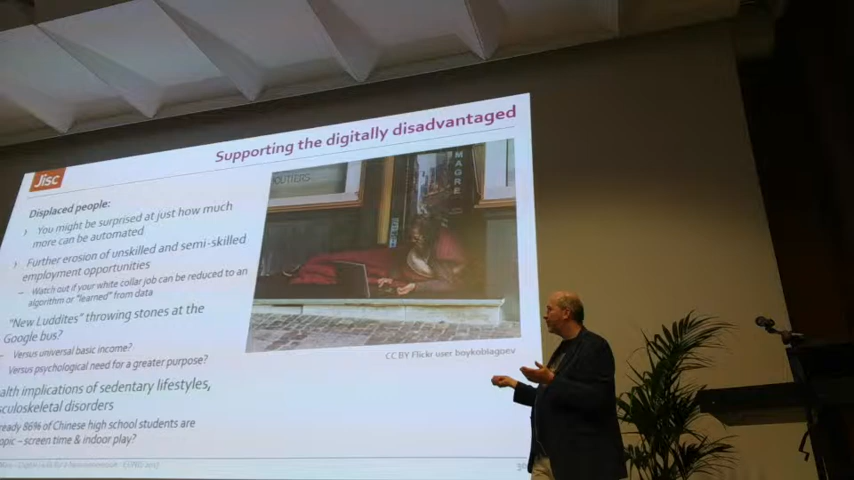 Supporting the digitally disadvantaged
Jisc
Displaced people:
› You might be surprised at just how much
more can be automated
› Further erosion of unskilled and semi-skilled
employment opportunities
– Watch out if your white collar job can be reduced to an
algorithm or "learned" from data
"New Luddites" throwing stones at the
Google bus?
– Versus universal basic income?
Versus psychological need for a greater purpose?
alth implications of sedentary lifestyles,
sculoskeletal disorders
ready 86% of Chinese high school students are
opic – screen time & indoor play?
MAGRE
CC BY Flickr user boykoblagoev